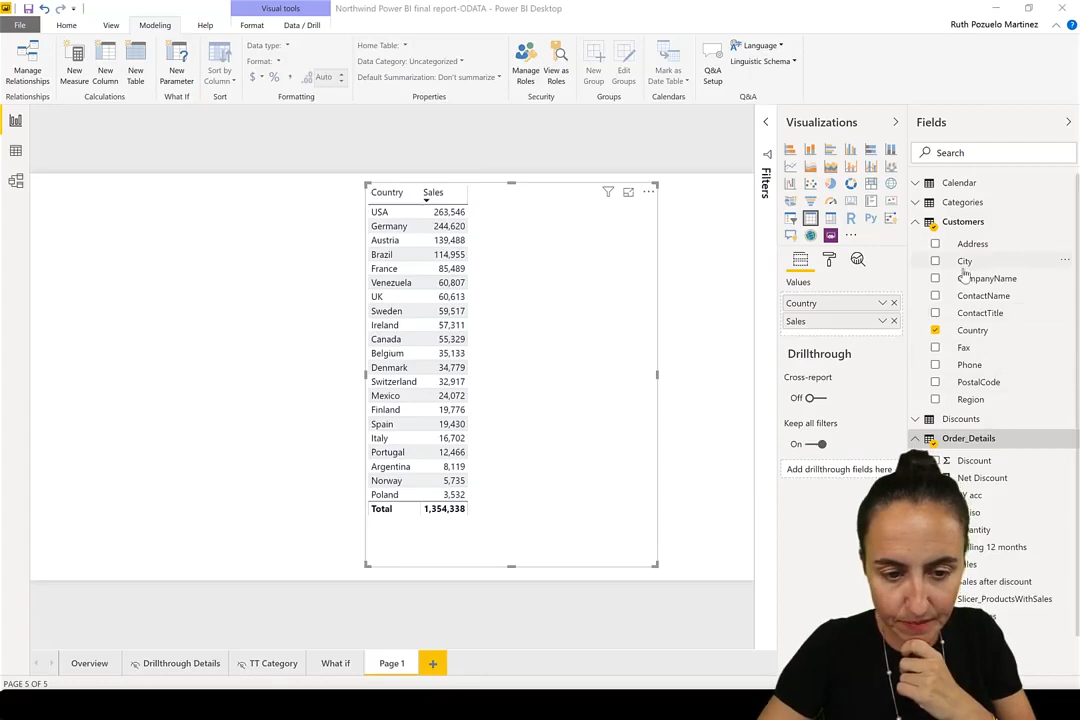 Visual tools
Northwind Power BI final report-ODATA - Power BI Desktop
Ruth Pozuelo Martinez
File
Home
View
Modeling
Help
Format
Data / Drill
Manage Relationships
Relationships
New Measure
New Column
New Table
Calculations
New Parameter
What If
Sort by Column
Sort
Data type:
Format:
$ % , Auto
Formatting
Home Table:
Data Category: Uncategorized
Default Summarization: Don't summarize
Properties
Manage Roles
View as Roles
Security
New Group
Edit Groups
Groups
Mark as Date Table
Calendars
Q&A Setup
Language
Linguistic Schema
Q&A
Country Sales
USA 263,546
Germany 244,620
Austria 139,488
Brazil 114,955
France 85,489
Venezuela 60,807
UK 60,613
Sweden 59,517
Ireland 57,311
Canada 55,329
Belgium 35,133
Denmark 34,779
Switzerland 32,917
Mexico 24,072
Finland 19,776
Spain 19,430
Italy 16,702
Portugal 12,466
Argentina 8,119
Norway 5,735
Poland 3,532
Total 1,354,338
Filters
Visualizations
R Py
Values
Country
Sales
Drillthrough
Cross-report
Off
Keep all filters
On
Add drillthrough fields here
Fields
Search
Calendar
Categories
Customers
Address
City
CompanyName
ContactName
ContactTitle
Country
Fax
Phone
PostalCode
Region
Discounts
Order_Details
Σ Discount
Net Discount
acc
12 months
Sales after discount
Slicer_ProductsWithSales
Overview
Drillthrough Details
TT Category
What if
Page 1
PAGE 5 OF 5